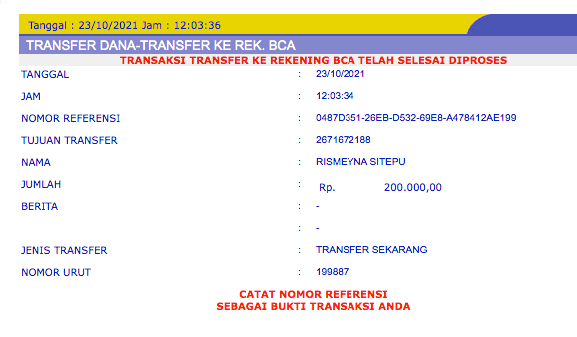 Tanggal : 23/10/2021 Jam : 12:03:36
TRANSFER DANA-TRANSFER KE REK. BCA
TRANSAKSI TRANSFER KE REKENING BCA TELAH SELESAI DIPROSES
TANGGAL : 23/10/2021
JAM : 12:03:34
NOMOR REFERENSI : 0487D351-26EB-D532-69E8-A478412AE199
TUJUAN TRANSFER : 2671672188
NAMA : RISMEYNA SITEPU
JUMLAH : Rp. 200.000,00
BERITA : -
: -
JENIS TRANSFER : TRANSFER SEKARANG
NOMOR URUT : 199887
CATAT NOMOR REFERENSI
SEBAGAI BUKTI TRANSAKSI ANDA